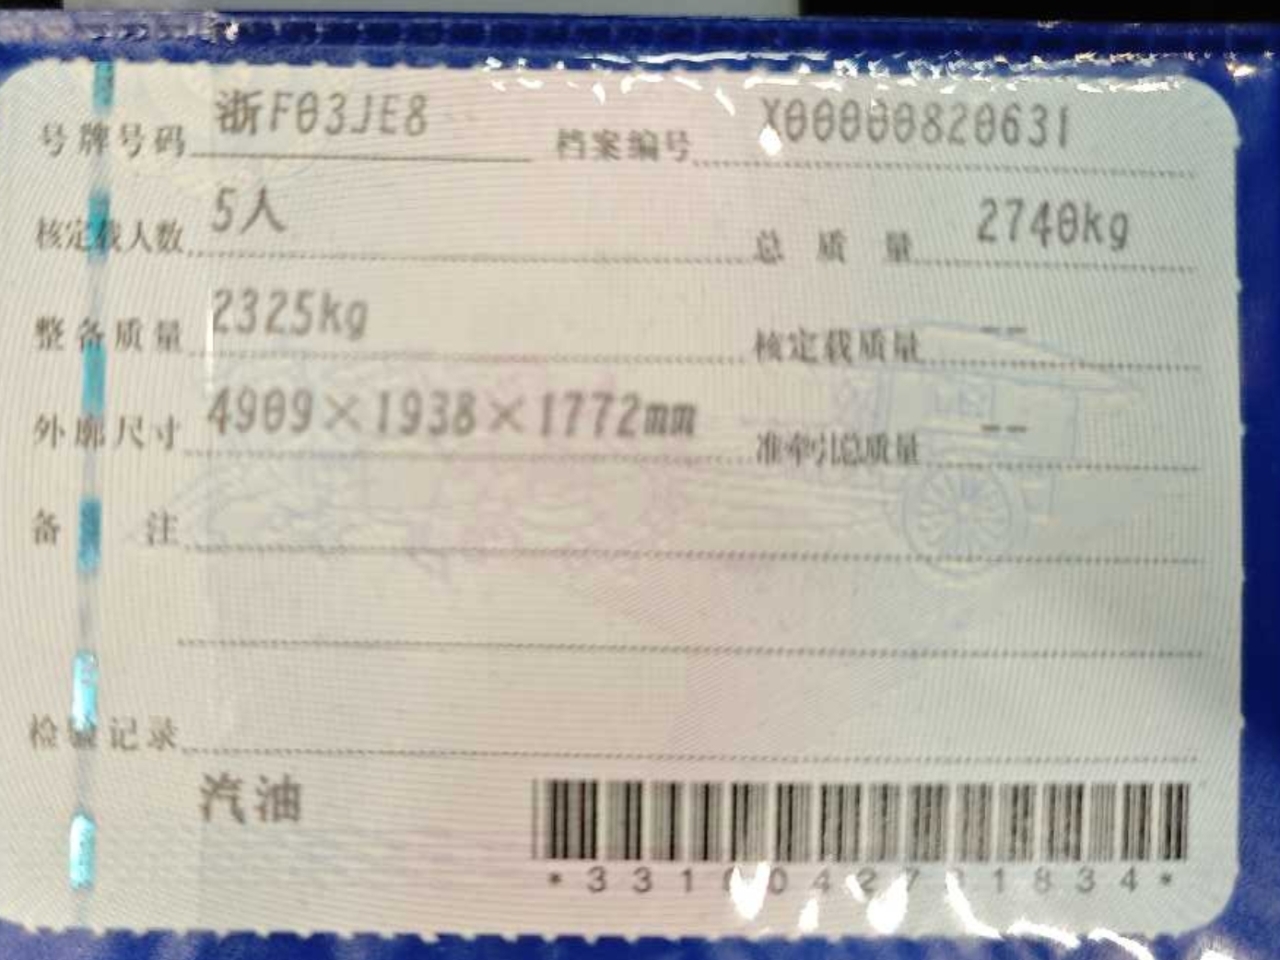 号牌号码 浙F03JE8 档案编号 X00000820631
核定载人数 5人 总质量 2740kg
整备质量 2325kg 核定载质量 --
外廓尺寸 4909×1938×1772mm 准牵引总质量 --
备注
检验记录
汽油